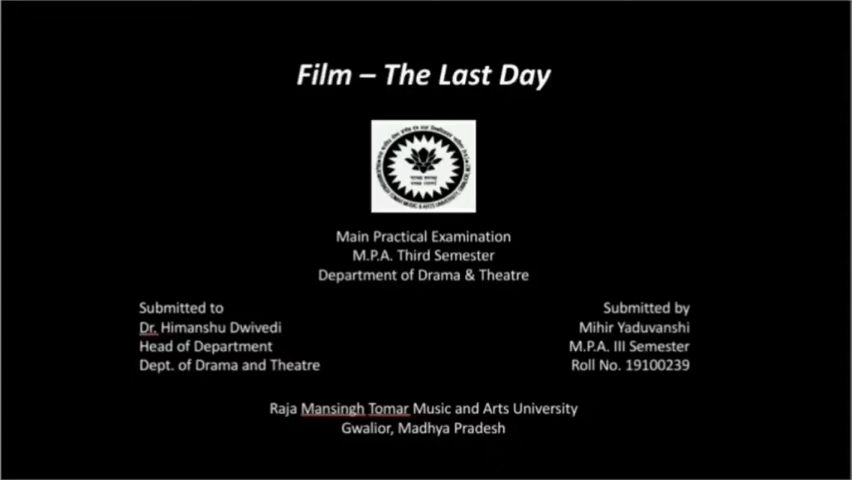 Film – The Last Day
Main Practical Examination
M.P.A. Third Semester
Department of Drama & Theatre
Submitted to
Dr. Himanshu Dwivedi
Head of Department
Dept. of Drama and Theatre
Submitted by
Mihir Yaduvanshi
M.P.A. III Semester
Roll No. 19100239
Raja Mansingh Tomar Music and Arts University
Gwalior, Madhya Pradesh